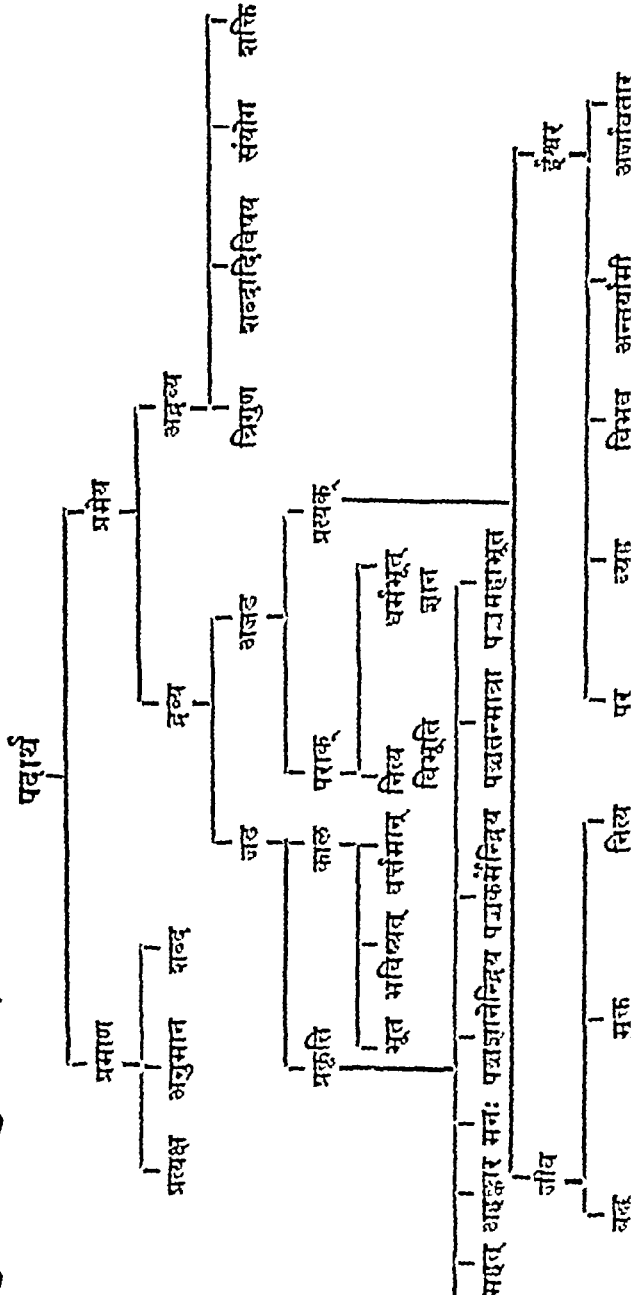 पदार्थ
प्रमाण प्रमेय
प्रत्यक्ष अनुमान शब्द द्रव्य अद्रव्य
जड अजड त्रिगुण शब्दादिविषय संयोग शक्ति
प्रकृति काल पराक् प्रत्यक्
भूत भविष्यत् वर्त्तमान् नित्य धर्मभूत्
विभूति ज्ञान
महत् अहङ्कार मनः पञ्चज्ञानेन्द्रिय पञ्चकर्मेन्द्रिय पञ्चतन्मात्रा पञ्चमहाभूत
जीव ईश्वर
बद्ध मुक्त नित्य पर व्यूह विभव अन्तर्यामी